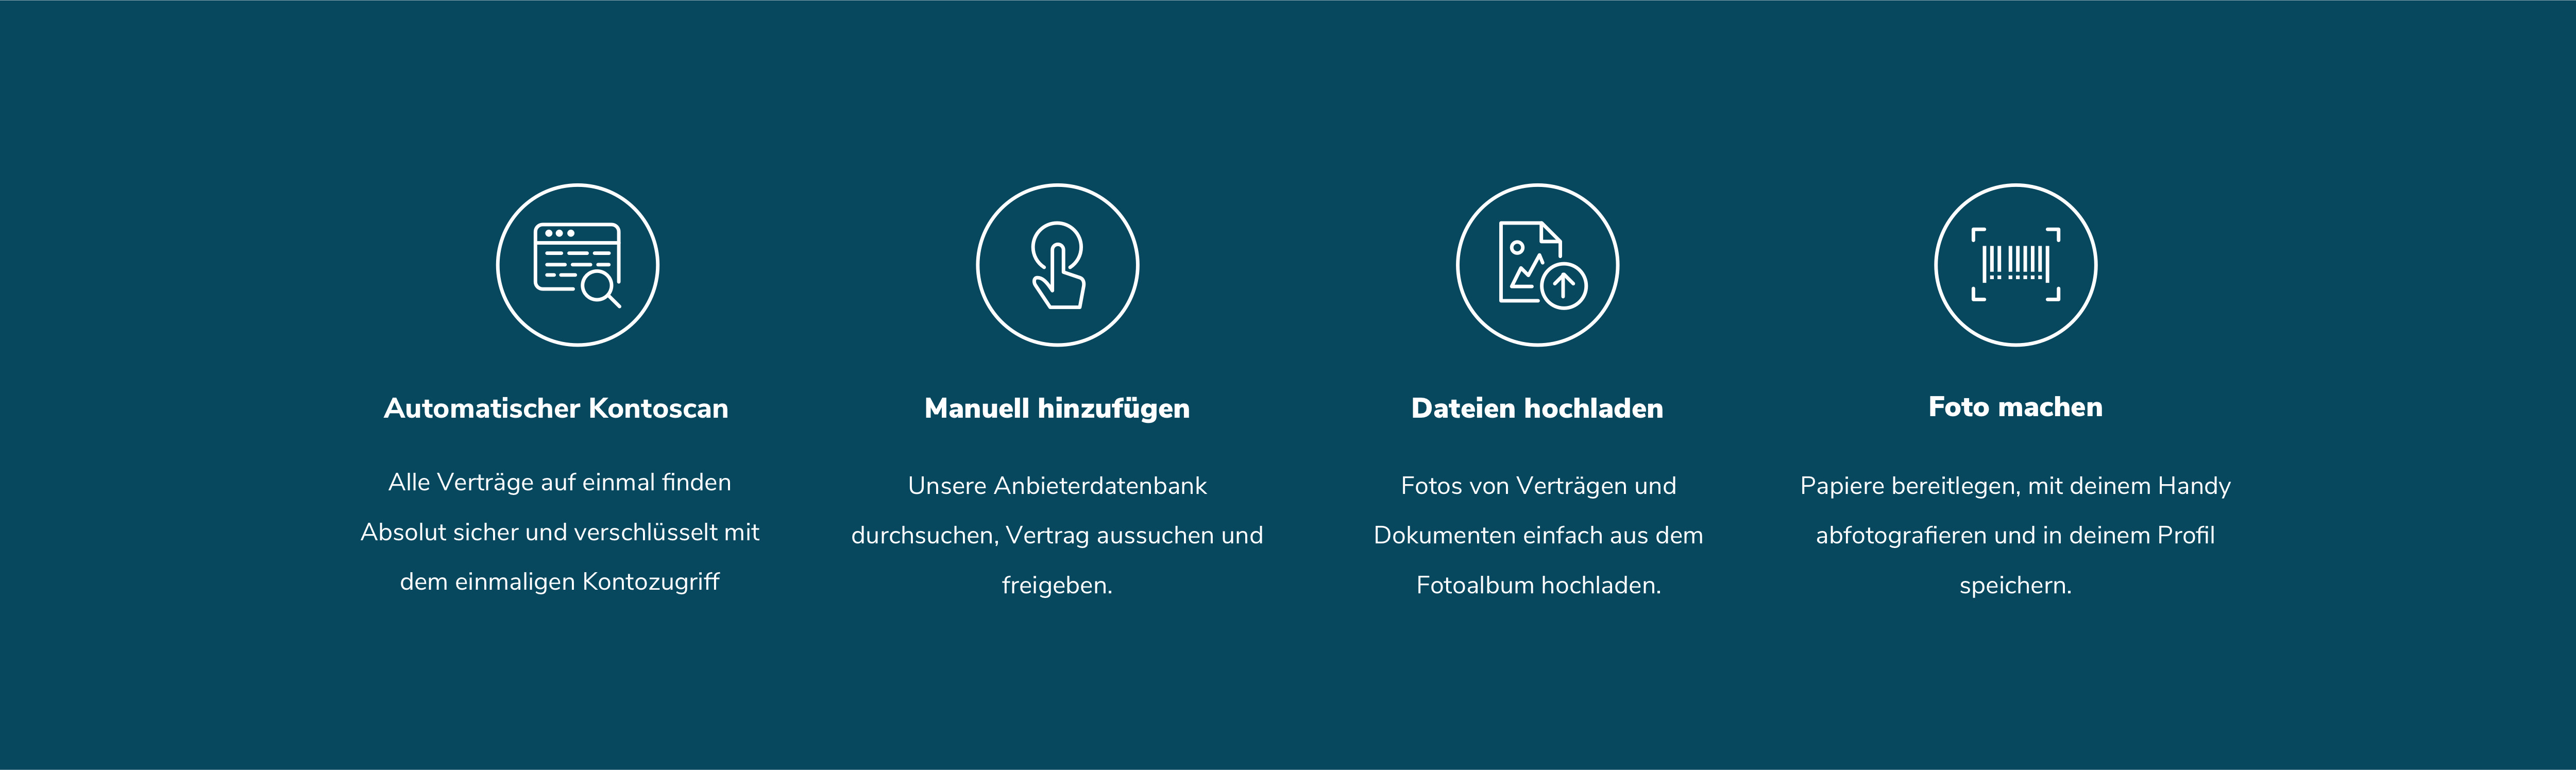 Automatischer Kontoscan
Alle Verträge auf einmal finden
Absolut sicher und verschlüsselt mit
dem einmaligen Kontozugriff
Manuell hinzufügen
Unsere Anbieterdatenbank
durchsuchen, Vertrag aussuchen und
freigeben.
Dateien hochladen
Fotos von Verträgen und
Dokumenten einfach aus dem
Fotoalbum hochladen.
Foto machen
Papiere bereitlegen, mit deinem Handy
abfotografieren und in deinem Profil
speichern.